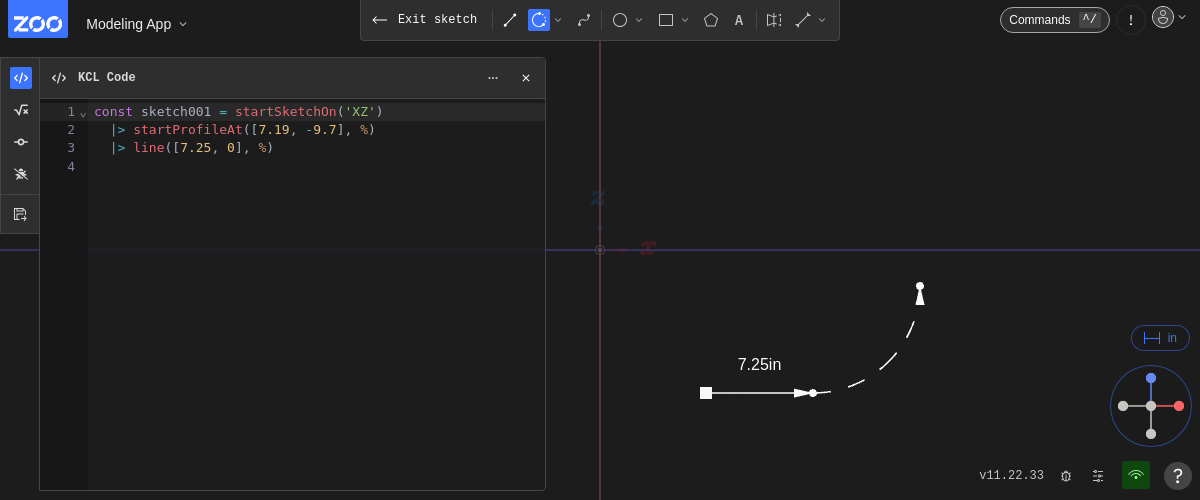 ZOO
Modeling App
Exit sketch
A
Commands ^/
!
KCL Code
1 const sketch001 = startSketchOn('XZ')
2 |> startProfileAt([7.19, -9.7], %)
3 |> line([7.25, 0], %)
4
z
x
7.25in
in
v11.22.33
?